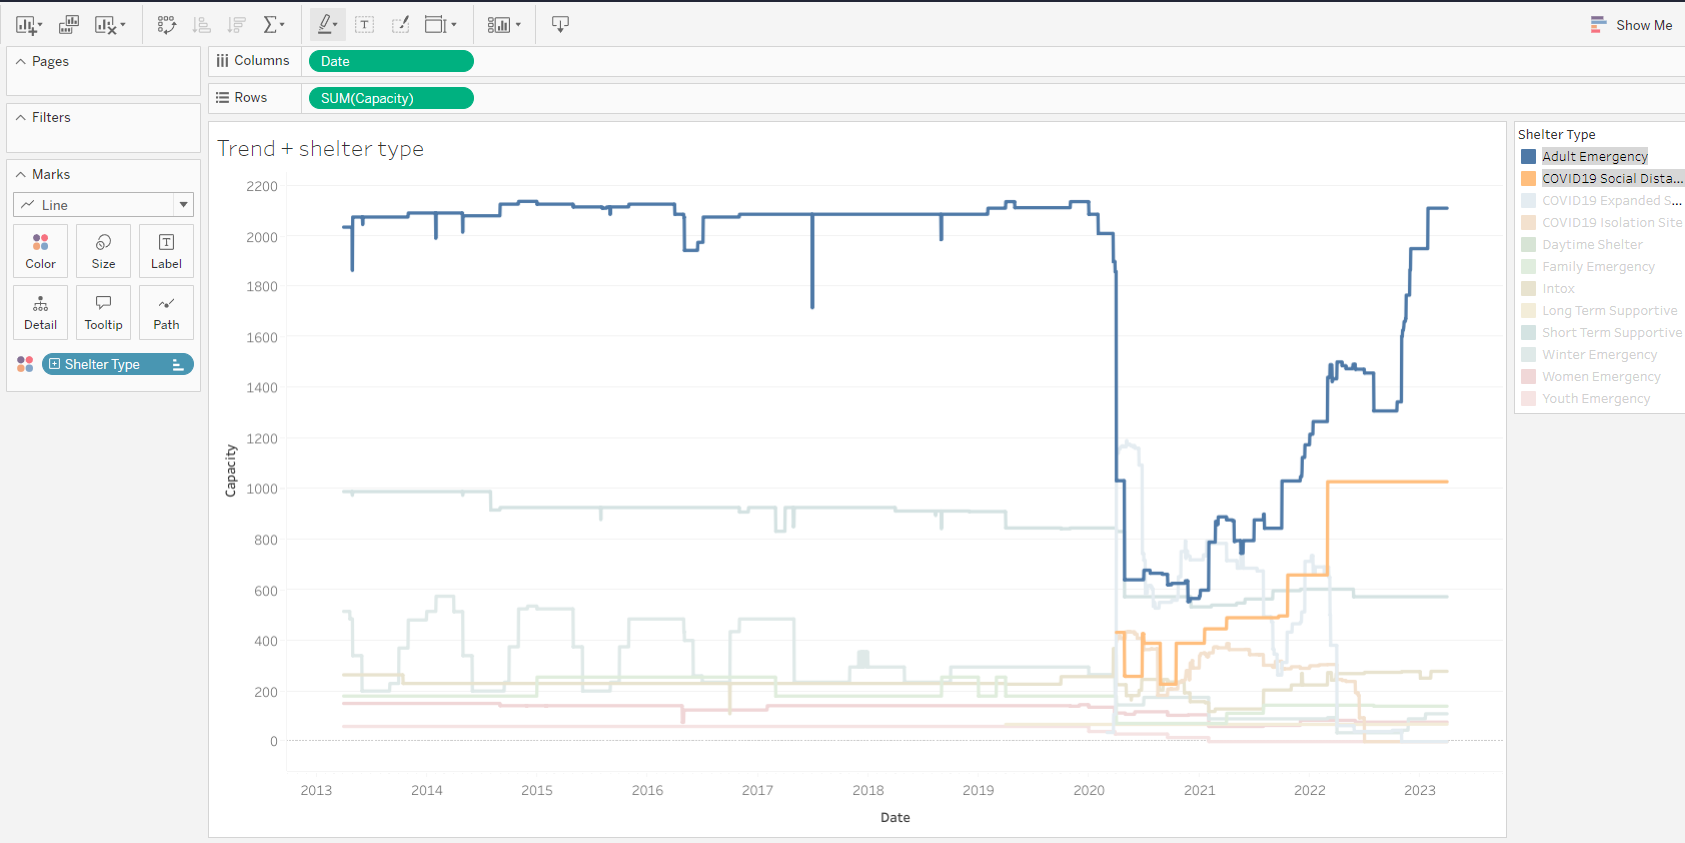 Show Me
Pages
Columns
Date
Rows
SUM(Capacity)
Filters
Marks
Line
Color
Size
Label
Detail
Tooltip
Path
Shelter Type
Trend + shelter type
2200
2000
1800
1600
1400
1200
1000
800
600
400
200
0
Capacity
2013
2014
2015
2016
2017
2018
2019
2020
2021
2022
2023
Date
Shelter Type
Adult Emergency
COVID19 Social Dista...
COVID19 Expanded S...
COVID19 Isolation Site
Daytime Shelter
Family Emergency
Intox
Long Term Supportive
Short Term Supportive
Winter Emergency
Women Emergency
Youth Emergency